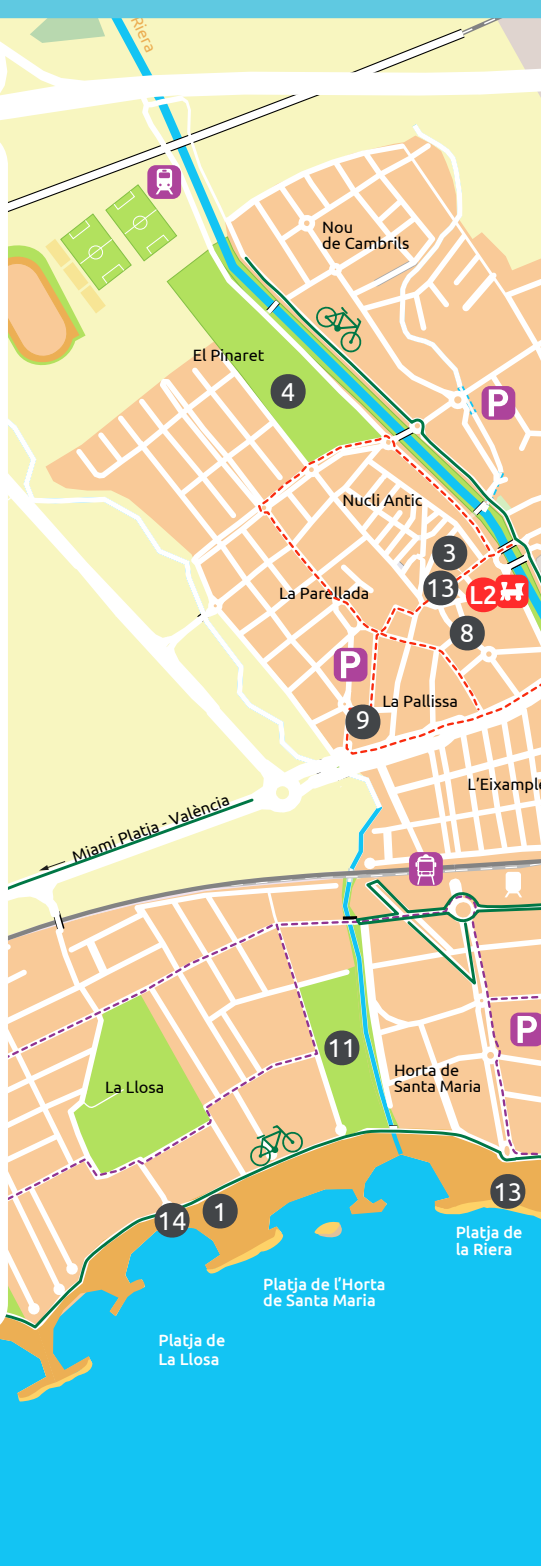 Riera
Nou
de Cambrils
El Pinaret
4
P
Nucli Antic
3
La Parellada
13
L2
8
P
La Pallissa
9
L'Eixample
Miami Platja - València
P
11
La Llosa
Horta de
Santa Maria
13
1
14
Platja de
la Riera
Platja de l'Horta
de Santa Maria
Platja de
La Llosa